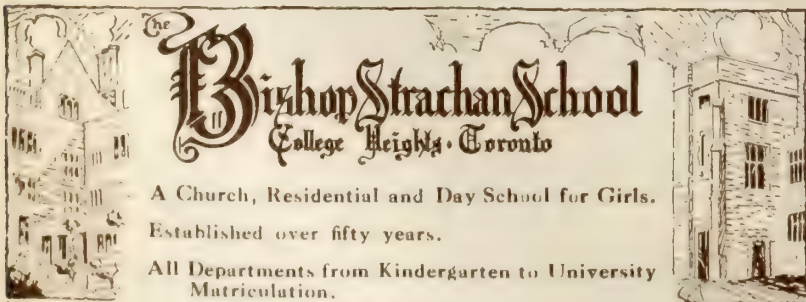 The
Bishop Strachan School
College Heights · Toronto
A Church, Residential and Day School for Girls.
Established over fifty years.
All Departments from Kindergarten to University
Matriculation.